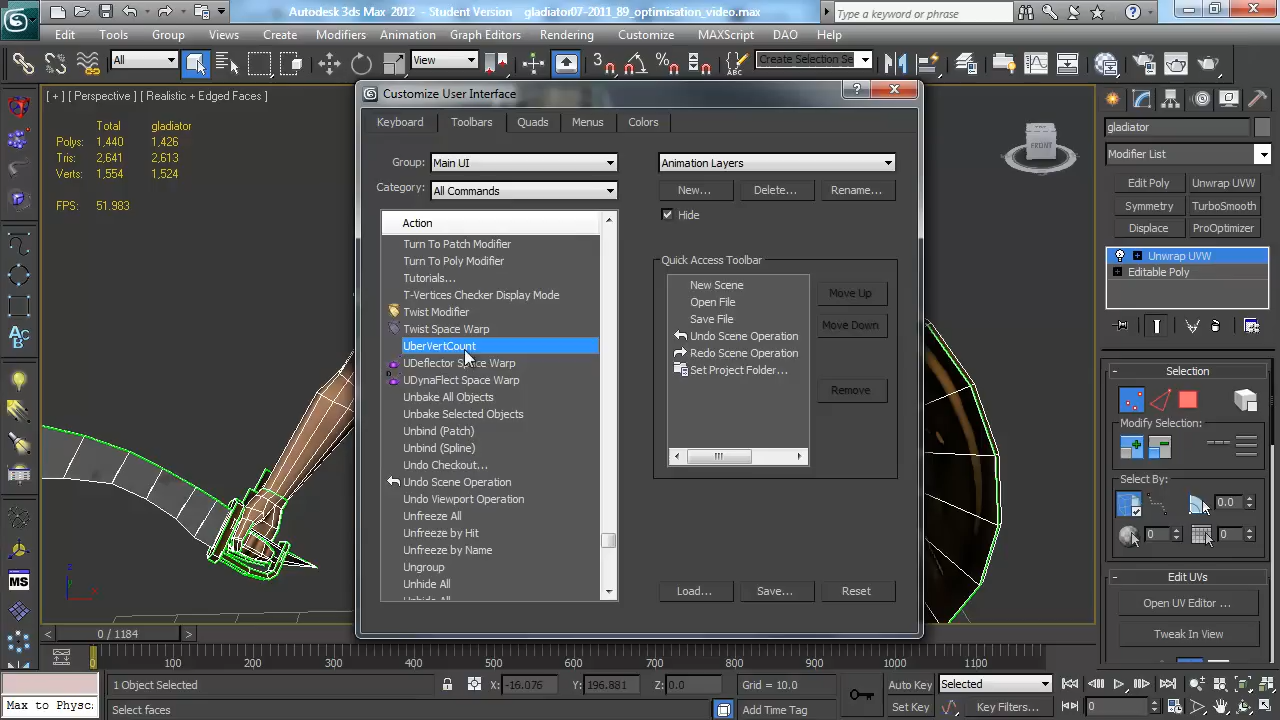 Autodesk 3ds Max 2012 - Student Version gladiator07-2011_89_optimisation_video.max
Type a keyword or phrase
Edit Tools Group Views Create Modifiers Animation Graph Editors Rendering Customize MAXScript DAO Help
All
View
Create Selection Se
[ + ] [ Perspective ] [ Realistic + Edged Faces ]
Total gladiator
Polys: 1,440 1,426
Tris: 2,641 2,613
Verts: 1,554 1,524
FPS: 51.983
Customize User Interface
Keyboard Toolbars Quads Menus Colors
Group: Main UI
Category: All Commands
Action
Turn To Patch Modifier
Turn To Poly Modifier
Tutorials...
T-Vertices Checker Display Mode
Twist Modifier
Twist Space Warp
UberVertCount
UDeflector Space Warp
UDynaFlect Space Warp
Unbake All Objects
Unbake Selected Objects
Unbind (Patch)
Unbind (Spline)
Undo Checkout...
Undo Scene Operation
Undo Viewport Operation
Unfreeze All
Unfreeze by Hit
Unfreeze by Name
Ungroup
Unhide All
Animation Layers
New... Delete... Rename...
Hide
Quick Access Toolbar
New Scene
Open File
Save File
Undo Scene Operation
Redo Scene Operation
Set Project Folder...
Move Up
Move Down
Remove
Load... Save... Reset
FRONT
gladiator
Modifier List
Edit Poly Unwrap UVW
Symmetry TurboSmooth
Displace ProOptimizer
Unwrap UVW
Editable Poly
Selection
Modify Selection:
Select By:
0.0
0 0
Edit UVs
Open UV Editor ...
Tweak In View
MS
z
x
0 / 1184
0 100 200 300 400 500 600 700 800 900 1000 1100
1 Object Selected X: -16.076 Y: 196.881 Z: 0.0 Grid = 10.0 Auto Key Selected
Max to Physc Select faces Add Time Tag Set Key Key Filters... 0